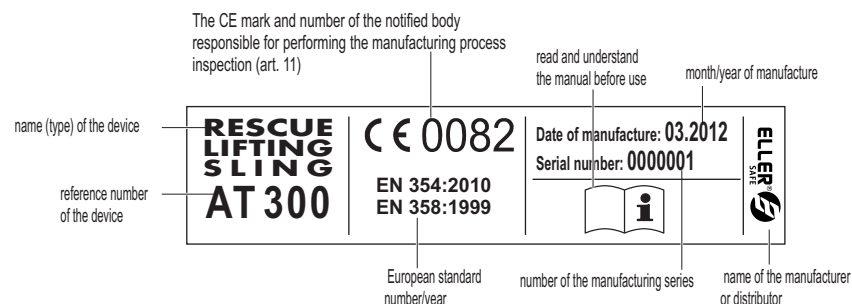 The CE mark and number of the notified body
responsible for performing the manufacturing process
inspection (art. 11)
read and understand
the manual before use
month/year of manufacture
name (type) of the device
reference number
of the device
RESCUE
LIFTING
SLING
AT 300
CE 0082
EN 354:2010
EN 358:1999
Date of manufacture: 03.2012
Serial number: 0000001
i
ELLER®
SAFE
European standard
number/year
number of the manufacturing series
name of the manufacturer
or distributor